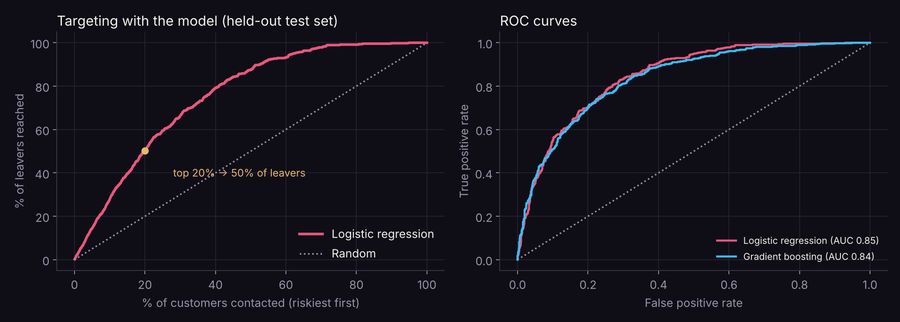 Targeting with the model (held-out test set)
100
80
60
40
20
0
% of leavers reached
top 20% → 50% of leavers
Logistic regression
Random
0 20 40 60 80 100
% of customers contacted (riskiest first)
ROC curves
1.0
0.8
0.6
0.4
0.2
0.0
True positive rate
Logistic regression (AUC 0.85)
Gradient boosting (AUC 0.84)
0.0 0.2 0.4 0.6 0.8 1.0
False positive rate